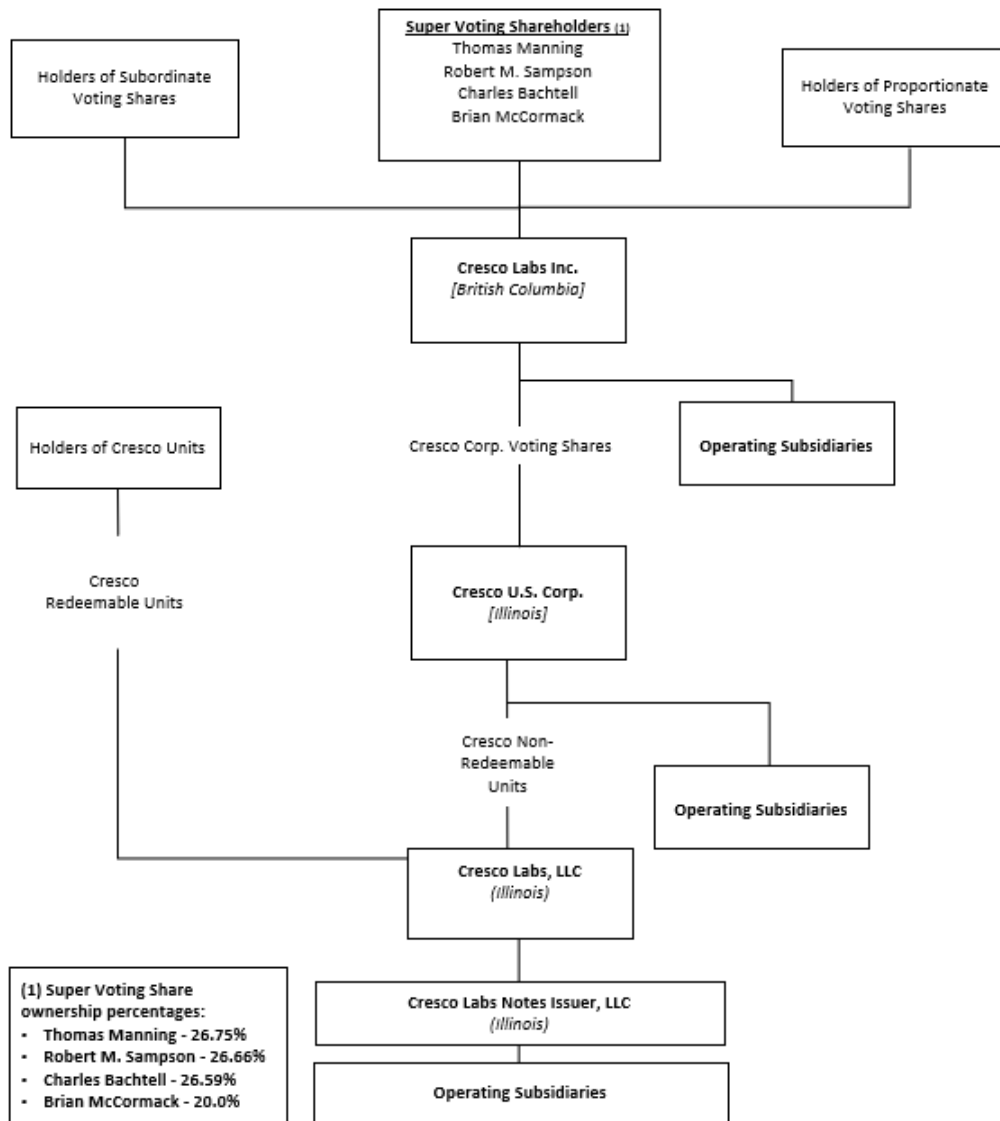 Super Voting Shareholders (1)
Thomas Manning
Robert M. Sampson
Charles Bachtell
Brian McCormack
Holders of Subordinate
Voting Shares
Holders of Proportionate
Voting Shares
Cresco Labs Inc.
[British Columbia]
Holders of Cresco Units
Cresco Corp. Voting Shares
Operating Subsidiaries
Cresco
Redeemable Units
Cresco U.S. Corp.
[Illinois]
Cresco Non-
Redeemable
Units
Operating Subsidiaries
Cresco Labs, LLC
(Illinois)
(1) Super Voting Share
ownership percentages:
- Thomas Manning - 26.75%
- Robert M. Sampson - 26.66%
- Charles Bachtell - 26.59%
- Brian McCormack - 20.0%
Cresco Labs Notes Issuer, LLC
(Illinois)
Operating Subsidiaries